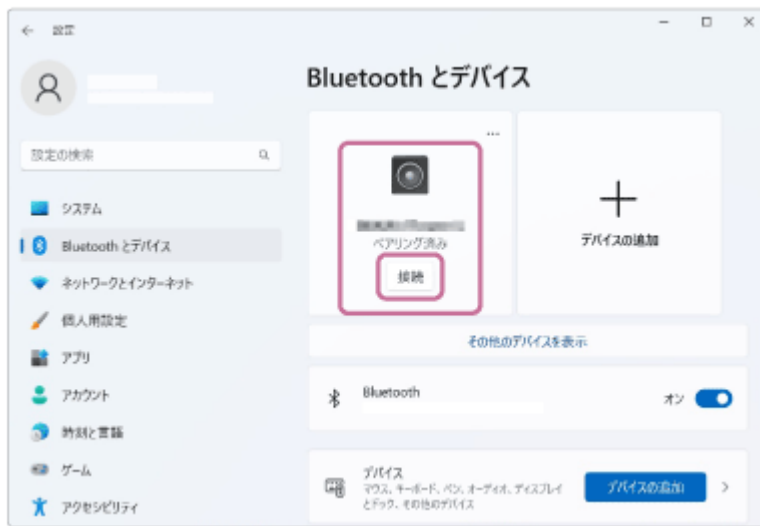 設定
Bluetooth とデバイス
設定の検索
システム
Bluetooth とデバイス
ネットワークとインターネット
個人用設定
アプリ
アカウント
時刻と言語
ゲーム
アクセシビリティ
ペアリング済み
接続
デバイスの追加
その他のデバイスを表示
Bluetooth
オン
デバイス
マウス、キーボード、ペン、オーディオ、ディスプレイ
とドック、その他のデバイス
デバイスの追加